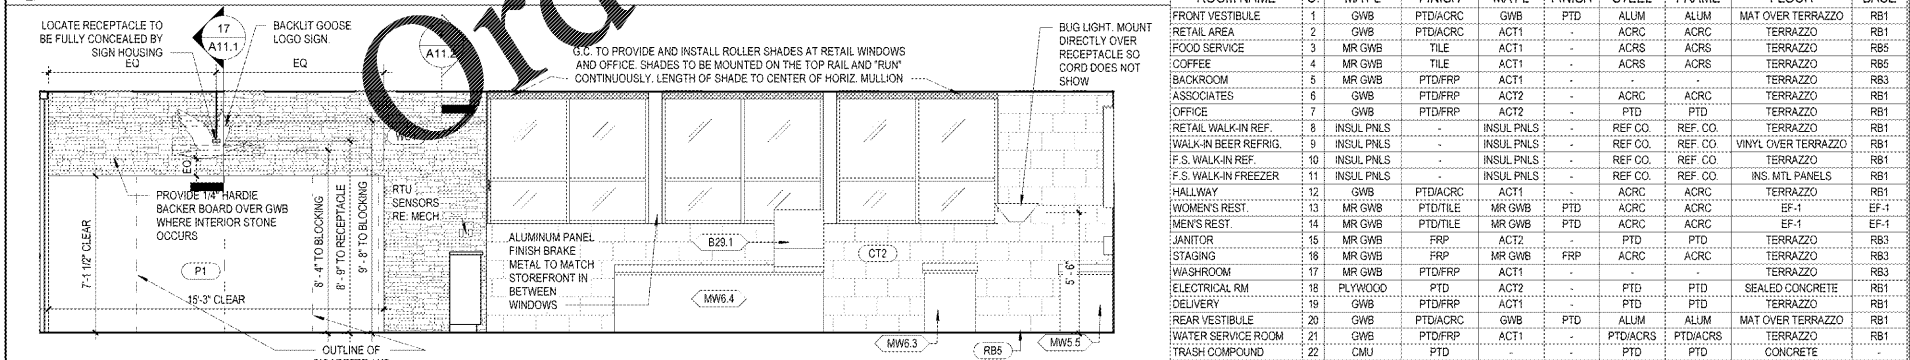 LOCATE RECEPTACLE TO
BE FULLY CONCEALED BY
SIGN HOUSING
EQ
17
A11.1
BACKLIT GOOSE
LOGO SIGN.
EQ
Ord
G.C. TO PROVIDE AND INSTALL ROLLER SHADES AT RETAIL WINDOWS
AND OFFICE. SHADES TO BE MOUNTED ON THE TOP RAIL AND "RUN"
CONTINUOUSLY. LENGTH OF SHADE TO CENTER OF HORIZ. MULLION
BUG LIGHT. MOUNT
DIRECTLY OVER
RECEPTACLE SO
CORD DOES NOT
SHOW
EQ
PROVIDE 1/4" HARDIE
BACKER BOARD OVER GWB
WHERE INTERIOR STONE
OCCURS
7'-1 1/2" CLEAR
P1
15'-3" CLEAR
8' - 4" TO BLOCKING
8' - 9" TO RECEPTACLE
9' - 8" TO BLOCKING
RTU
SENSORS
RE: MECH.
ALUMINUM PANEL
FINISH BRAKE
METAL TO MATCH
STOREFRONT IN
BETWEEN
WINDOWS
B29.1
CT2
MW6.4
5' - 6"
MW6.3
RB5
MW5.5
OUTLINE OF
FRONT VESTIBULE 1 GWB PTD/ACRC GWB PTD ALUM ALUM MAT OVER TERRAZZO RB1
RETAIL AREA 2 GWB PTD/ACRC ACT1 - ACRC ACRC TERRAZZO RB1
FOOD SERVICE 3 MR GWB TILE ACT1 - ACRS ACRS TERRAZZO RB5
COFFEE 4 MR GWB TILE ACT1 - ACRS ACRS TERRAZZO RB5
BACKROOM 5 MR GWB PTD/FRP ACT1 - - - TERRAZZO RB3
ASSOCIATES 6 GWB PTD/FRP ACT2 - ACRC ACRC TERRAZZO RB1
OFFICE 7 GWB PTD/FRP ACT2 - PTD PTD TERRAZZO RB1
RETAIL WALK-IN REF. 8 INSUL PNLS - INSUL PNLS - REF CO. REF. CO. TERRAZZO RB1
WALK-IN BEER REFRIG. 9 INSUL PNLS - INSUL PNLS - REF CO. REF. CO. VINYL OVER TERRAZZO RB1
F.S. WALK-IN REF. 10 INSUL PNLS - INSUL PNLS - REF CO. REF. CO. TERRAZZO RB1
F.S. WALK-IN FREEZER 11 INSUL PNLS - INSUL PNLS - REF CO. REF. CO. INS. MTL PANELS RB1
HALLWAY 12 GWB PTD/ACRC ACT1 - ACRC ACRC TERRAZZO RB1
WOMEN'S REST. 13 MR GWB PTD/TILE MR GWB PTD ACRC ACRC EF-1 EF-1
MEN'S REST. 14 MR GWB PTD/TILE MR GWB PTD ACRC ACRC EF-1 EF-1
JANITOR 15 MR GWB FRP ACT2 - PTD PTD TERRAZZO RB3
STAGING 16 MR GWB FRP MR GWB FRP ACRC ACRC TERRAZZO RB3
WASHROOM 17 MR GWB PTD/FRP ACT1 - - - TERRAZZO RB3
ELECTRICAL RM 18 PLYWOOD PTD ACT2 - PTD PTD SEALED CONCRETE RB1
DELIVERY 19 GWB PTD/FRP ACT1 - PTD PTD TERRAZZO RB1
REAR VESTIBULE 20 GWB PTD/ACRC GWB PTD ALUM ALUM MAT OVER TERRAZZO RB1
WATER SERVICE ROOM 21 GWB PTD/FRP ACT1 - PTD/ACRS PTD/ACRS TERRAZZO RB1
TRASH COMPOUND 22 CMU PTD - - PTD PTD CONCRETE -